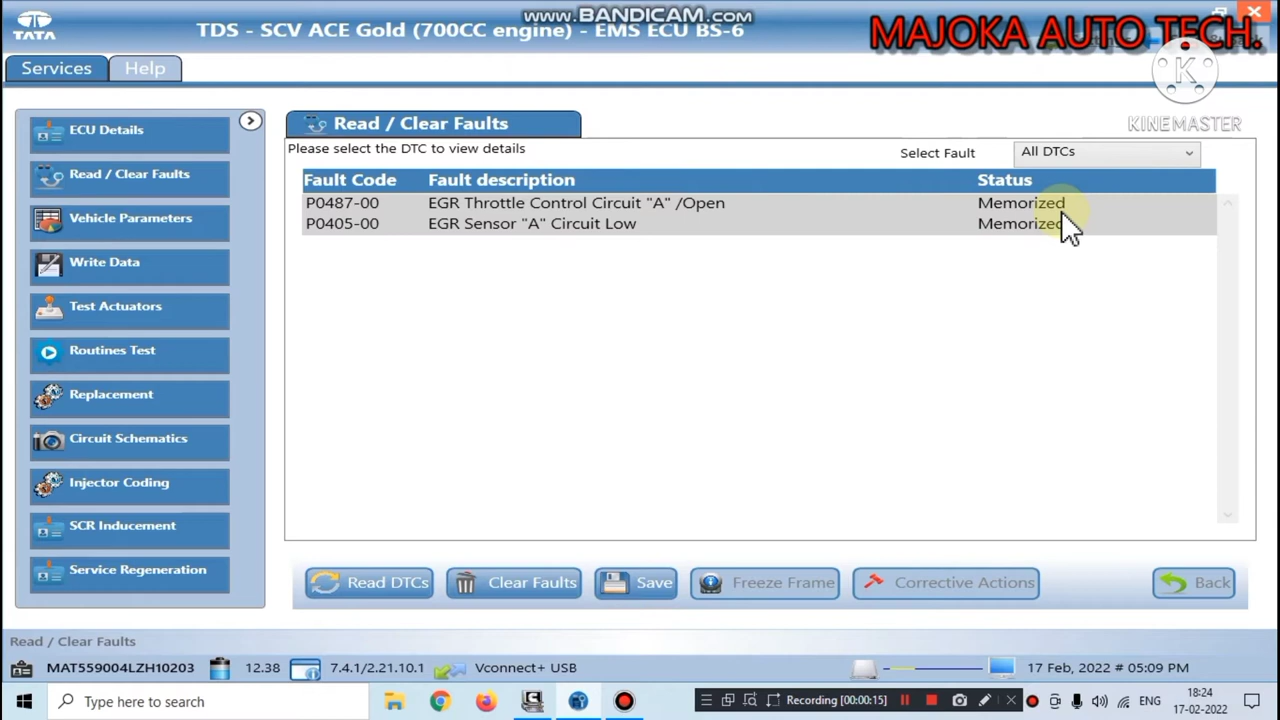 www.BANDICAM.com
TATA
TDS - SCV ACE Gold (700CC engine) - EMS ECU BS-6
MAJOKA AUTO TECH.
K
KINEMASTER
Services
Help
ECU Details
Read / Clear Faults
Vehicle Parameters
Write Data
Test Actuators
Routines Test
Replacement
Circuit Schematics
Injector Coding
SCR Inducement
Service Regeneration
Read / Clear Faults
Please select the DTC to view details
Select Fault
All DTCs
Fault Code Fault description Status
P0487-00 EGR Throttle Control Circuit "A" /Open Memorized
P0405-00 EGR Sensor "A" Circuit Low Memorized
Read DTCs
Clear Faults
Save
Freeze Frame
Corrective Actions
Back
Read / Clear Faults
MAT559004LZH10203 12.38 7.4.1/2.21.10.1 Vconnect+ USB 17 Feb, 2022 # 05:09 PM
Type here to search
Recording [00:00:15]
ENG
18:24
17-02-2022